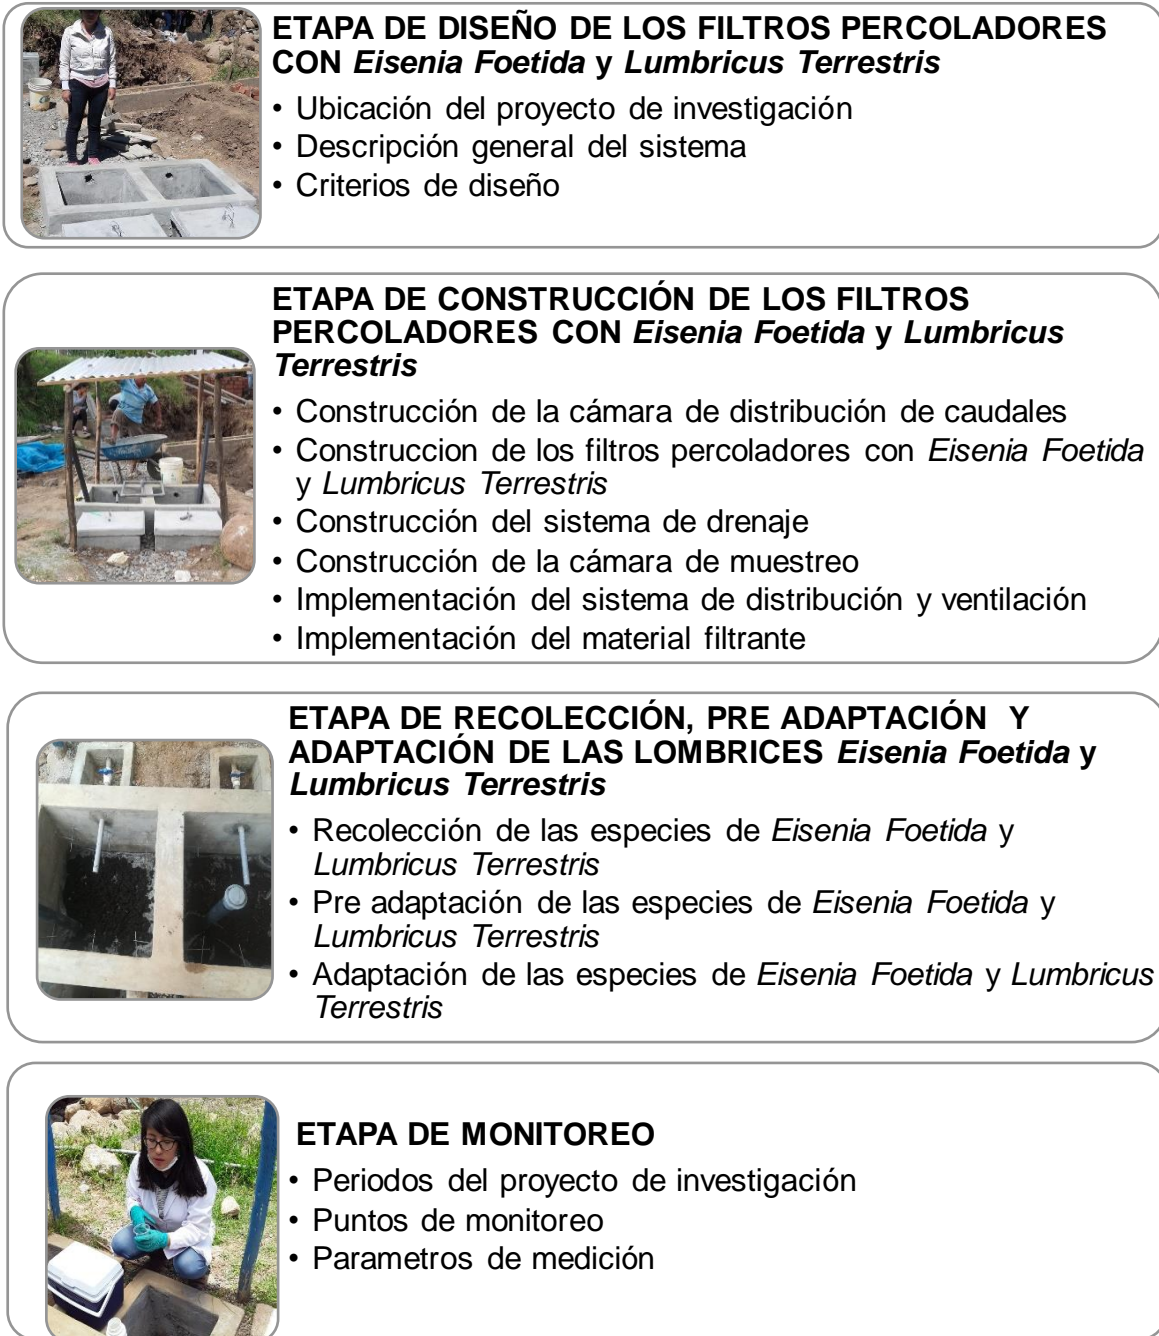 ETAPA DE DISEÑO DE LOS FILTROS PERCOLADORES
CON Eisenia Foetida y Lumbricus Terrestris
• Ubicación del proyecto de investigación
• Descripción general del sistema
• Criterios de diseño
ETAPA DE CONSTRUCCIÓN DE LOS FILTROS
PERCOLADORES CON Eisenia Foetida y Lumbricus
Terrestris
• Construcción de la cámara de distribución de caudales
• Construccion de los filtros percoladores con Eisenia Foetida
y Lumbricus Terrestris
• Construcción del sistema de drenaje
• Construcción de la cámara de muestreo
• Implementación del sistema de distribución y ventilación
• Implementación del material filtrante
ETAPA DE RECOLECCIÓN, PRE ADAPTACIÓN Y
ADAPTACIÓN DE LAS LOMBRICES Eisenia Foetida y
Lumbricus Terrestris
• Recolección de las especies de Eisenia Foetida y
Lumbricus Terrestris
• Pre adaptación de las especies de Eisenia Foetida y
Lumbricus Terrestris
• Adaptación de las especies de Eisenia Foetida y Lumbricus
Terrestris
ETAPA DE MONITOREO
• Periodos del proyecto de investigación
• Puntos de monitoreo
• Parametros de medición